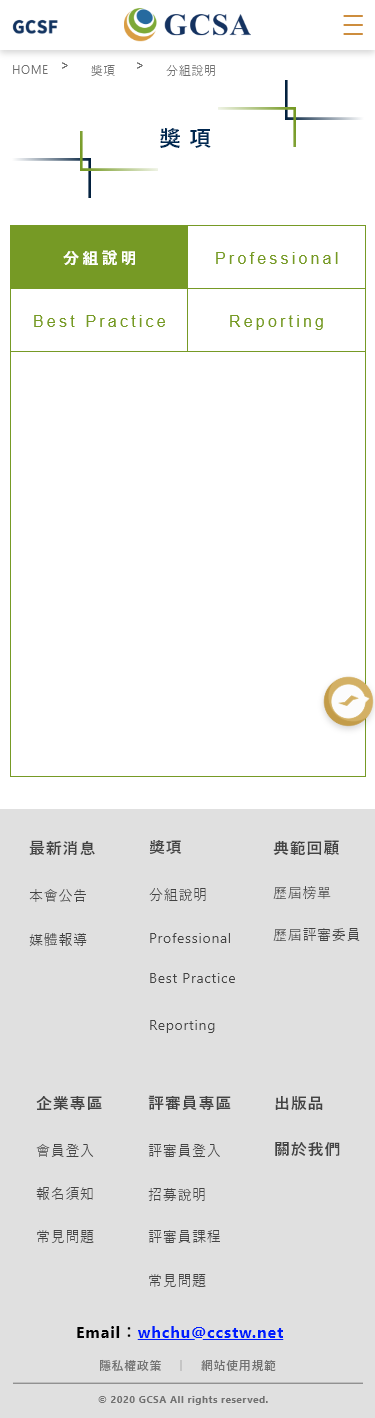 GCSF GCSA
HOME > 獎項 > 分組說明
獎項
分組說明 Professional
Best Practice Reporting
最新消息 獎項 典範回顧
本會公告 分組說明 歷屆榜單
媒體報導 Professional 歷屆評審委員
Best Practice
Reporting
企業專區 評審員專區 出版品
會員登入 評審員登入 關於我們
報名須知 招募說明
常見問題 評審員課程
常見問題
Email：whchu@ccstw.net
隱私權政策 | 網站使用規範
© 2020 GCSA All rights reserved.